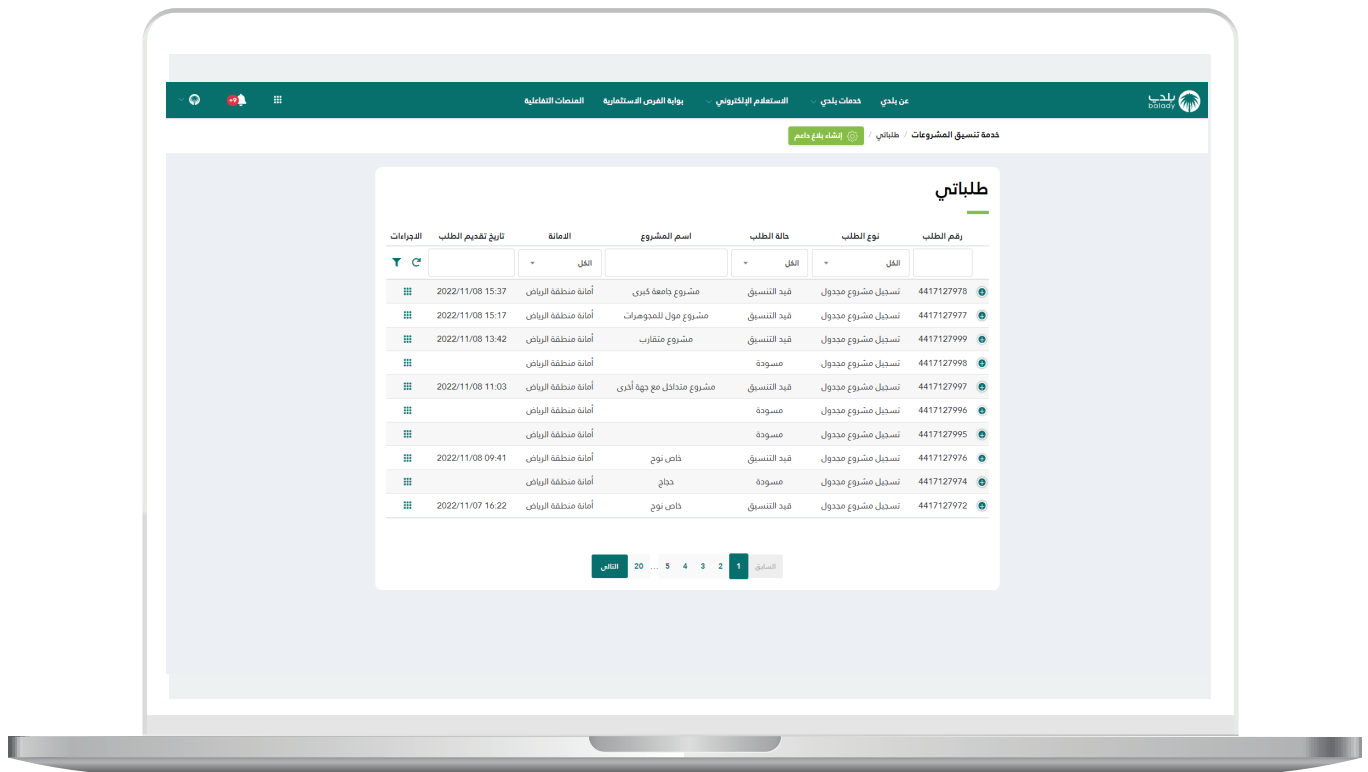 بلدي
balady
عن بلدي خدمات بلدي الاستعلام الإلكتروني بوابة الفرص الاستثمارية المنصات التفاعلية
+9
خدمة تنسيق المشروعات / طلباتي / إنشاء بلاغ داعم
طلباتي
رقم الطلب نوع الطلب حالة الطلب اسم المشروع الامانة تاريخ تقديم الطلب الاجراءات
الكل الكل الكل
4417127978 تسجيل مشروع مجدول قيد التنسيق مشروع جامعة كبرى أمانة منطقة الرياض 2022/11/08 15:37
4417127977 تسجيل مشروع مجدول قيد التنسيق مشروع مول للمجوهرات أمانة منطقة الرياض 2022/11/08 15:17
4417127999 تسجيل مشروع مجدول قيد التنسيق مشروع متقارب أمانة منطقة الرياض 2022/11/08 13:42
4417127998 تسجيل مشروع مجدول مسودة أمانة منطقة الرياض
4417127997 تسجيل مشروع مجدول قيد التنسيق مشروع متداخل مع جهة أخرى أمانة منطقة الرياض 2022/11/08 11:03
4417127996 تسجيل مشروع مجدول مسودة أمانة منطقة الرياض
4417127995 تسجيل مشروع مجدول مسودة أمانة منطقة الرياض
4417127976 تسجيل مشروع مجدول قيد التنسيق خاص نوح أمانة منطقة الرياض 2022/11/08 09:41
4417127974 تسجيل مشروع مجدول مسودة حجاج أمانة منطقة الرياض
4417127972 تسجيل مشروع مجدول قيد التنسيق خاص نوح أمانة منطقة الرياض 2022/11/07 16:22
السابق 1 2 3 4 5 ... 20 التالي